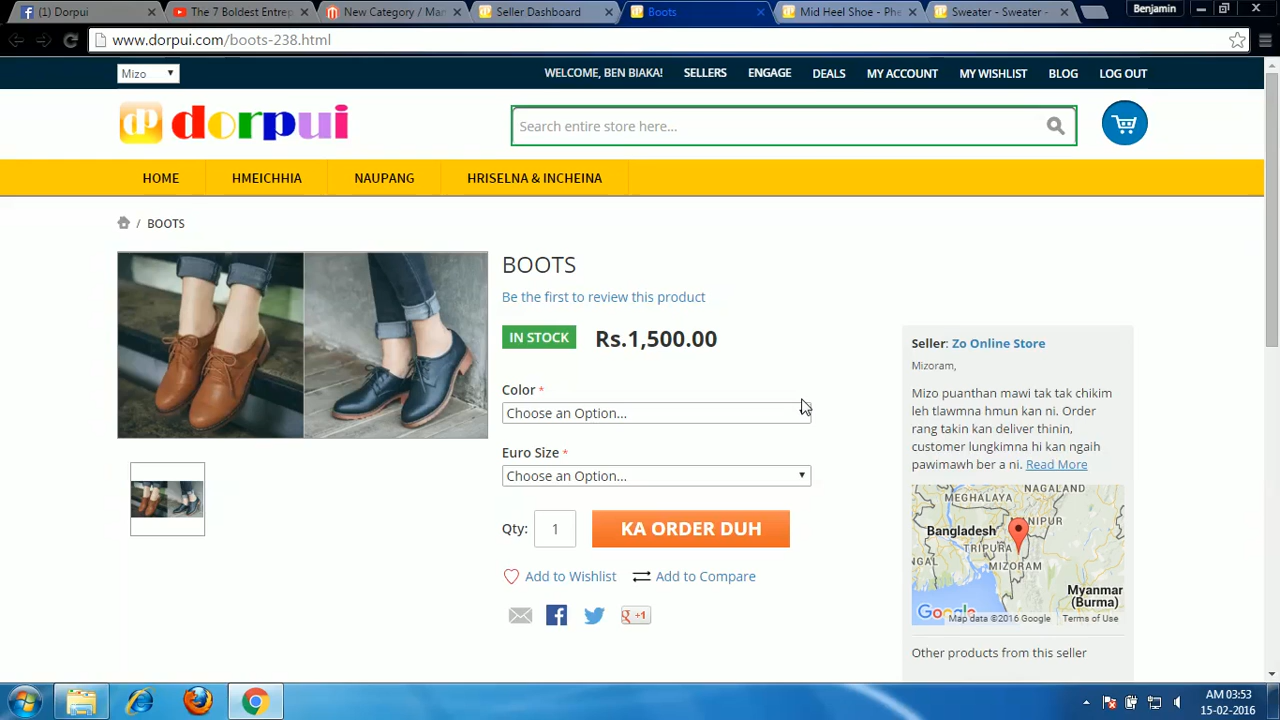 () Dorpui
The 7 Boldest Entrep
New Category / Man
Seller Dashboard
Boots
Mid Heel Shoe - Phe
Sweater - Sweater -
Benjamin
www.dorpui.com/boots-238.html
Mizo
WELCOME, BEN BIAKA!
SELLERS
ENGAGE
DEALS
MY ACCOUNT
MY WISHLIST
BLOG
LOG OUT
dp dorpui
Search entire store here...
HOME
HMEICHHIA
NAUPANG
HRISELNA & INCHEINA
/ BOOTS
BOOTS
Be the first to review this product
IN STOCK
Rs.1,500.00
Color *
Choose an Option...
Euro Size *
Choose an Option...
Qty: 1
KA ORDER DUH
Add to Wishlist
Add to Compare
g +1
Seller: Zo Online Store
Mizoram,
Mizo puanthan mawi tak tak chikim
leh tlawmna hmun kan ni. Order
rang takin kan deliver thinin,
customer lungkimna hi kan ngaih
pawimawh ber a ni. Read More
NAGALAND
MEGHALAYA
Bangladesh
NIPUR
TRIPURA
NGAL
MIZORAM
Myanmar
(Burma)
Google
Map data ©2016 Google
Terms of Use
Other products from this seller
AM 03:53
15-02-2016